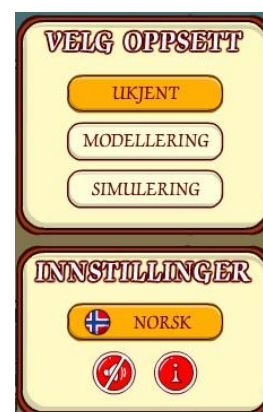 VELG OPPSETT
UKJENT
MODELLERING
SIMULERING
INNSTILLINGER
NORSK
i